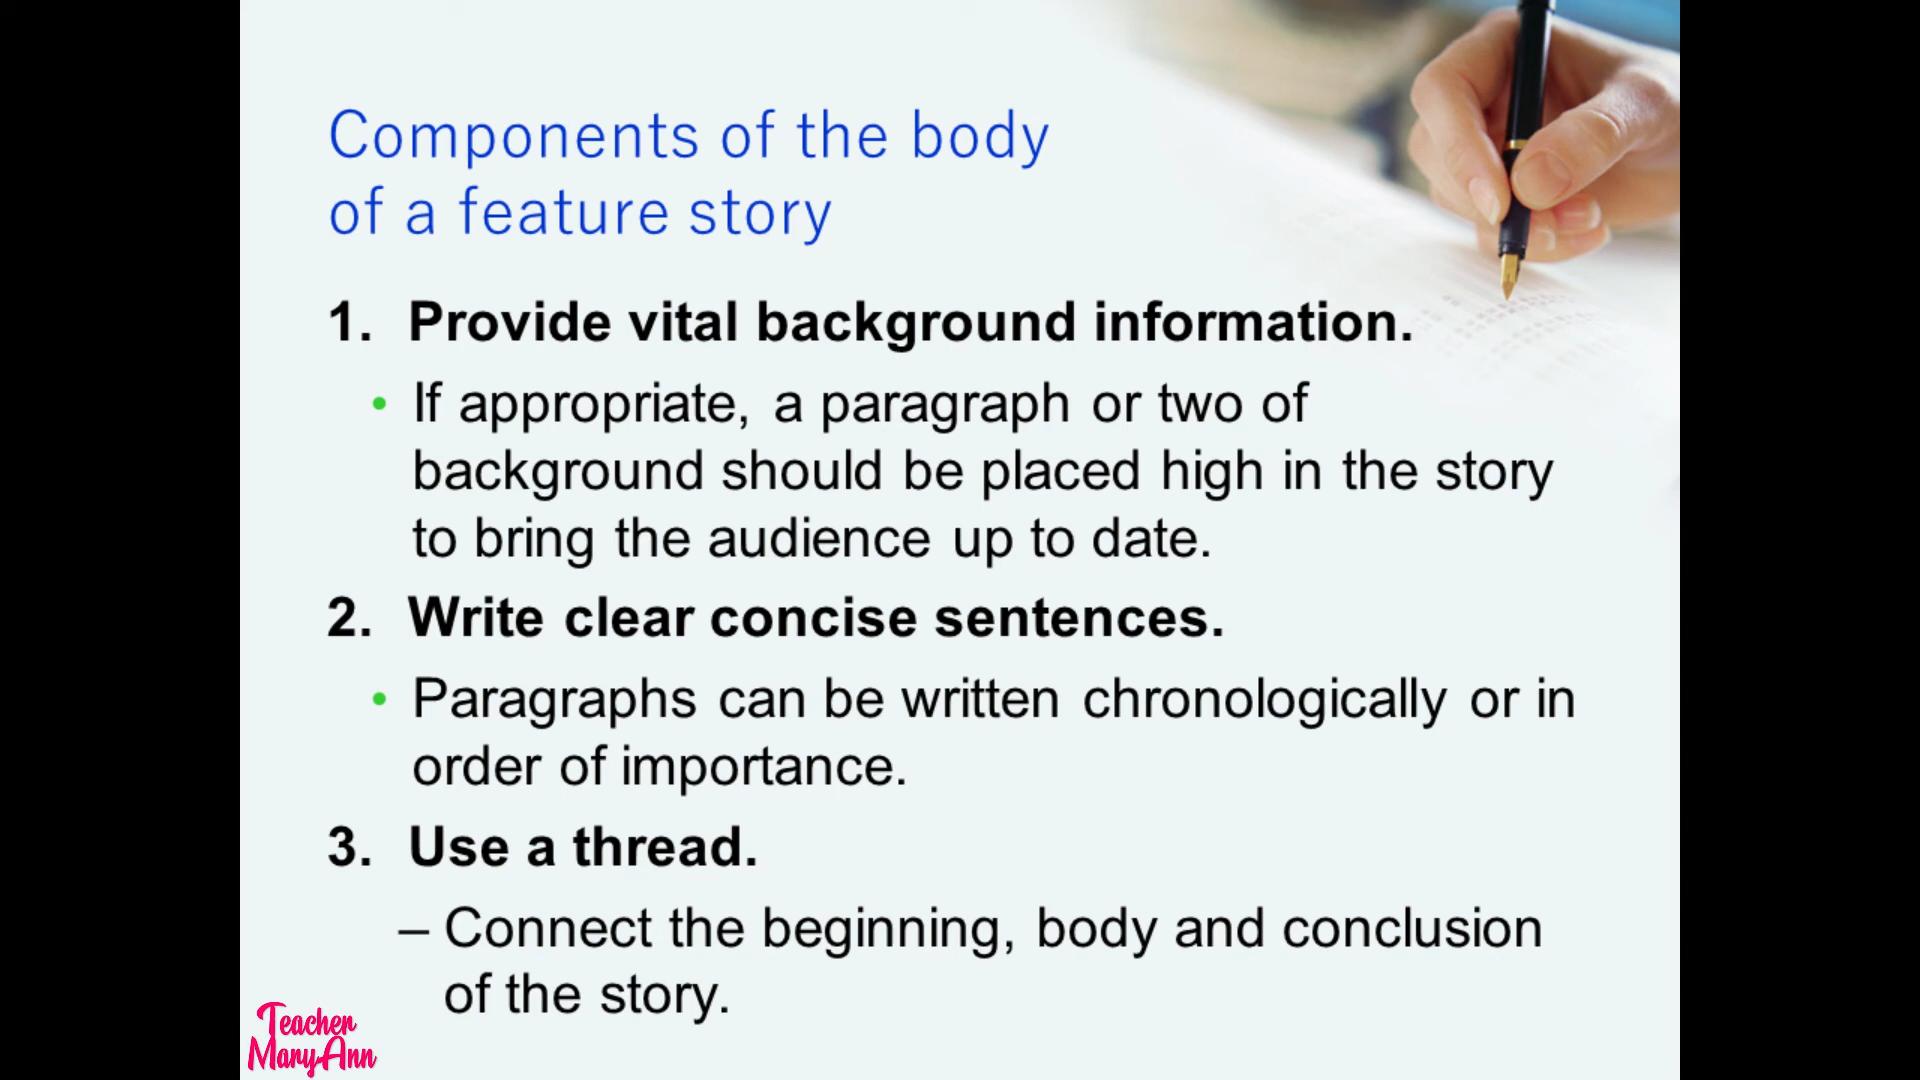 Components of the body
of a feature story
1. Provide vital background information.
• If appropriate, a paragraph or two of
background should be placed high in the story
to bring the audience up to date.
2. Write clear concise sentences.
• Paragraphs can be written chronologically or in
order of importance.
3. Use a thread.
– Connect the beginning, body and conclusion
of the story.
Teacher
MaryAnn